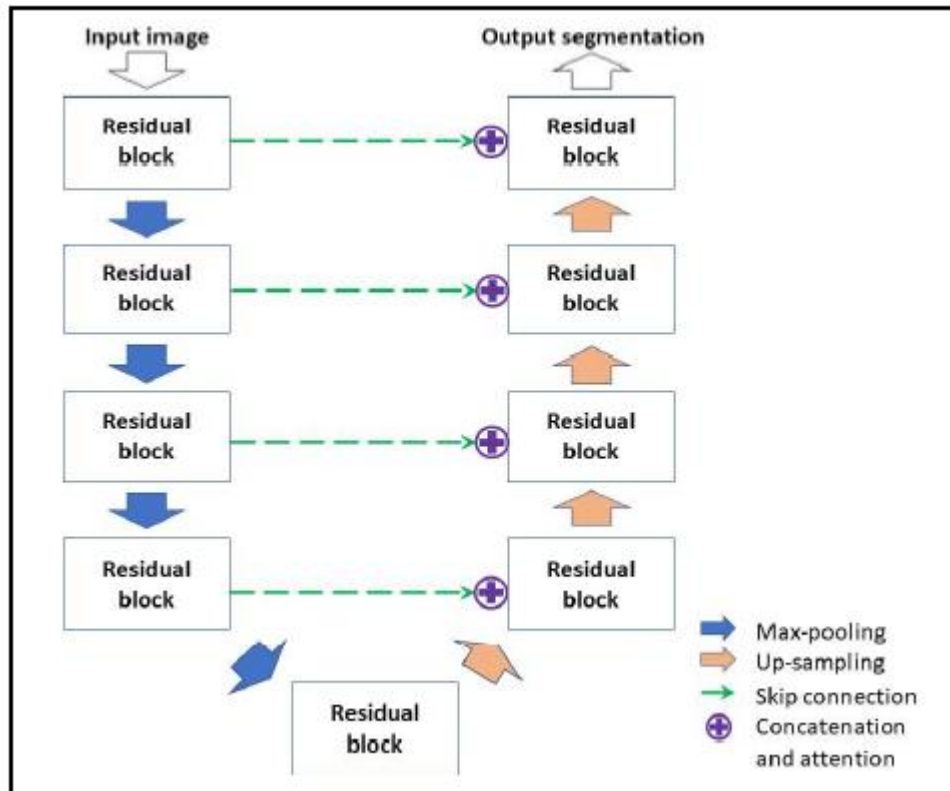 Input image
Output segmentation
Residual
block
Residual
block
Residual
block
Residual
block
Residual
block
Residual
block
Residual
block
Residual
block
Residual
block
Max-pooling
Up-sampling
Skip connection
Concatenation
and attention